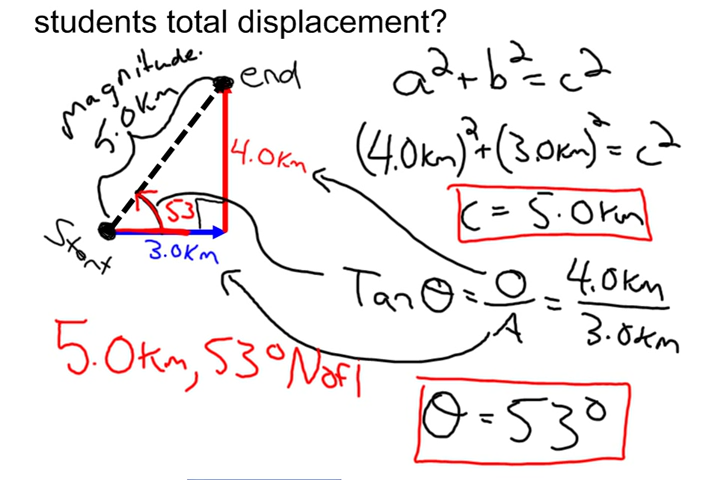 students total displacement?
magnitude.
5.0km
end
4.0km
53
Start
3.0km
a²+b²=c²
(4.0km)²+(3.0km)²=c²
c = 5.0km
Tanθ = O/A = 4.0km/3.0km
5.0km, 53° Nof
θ = 53°